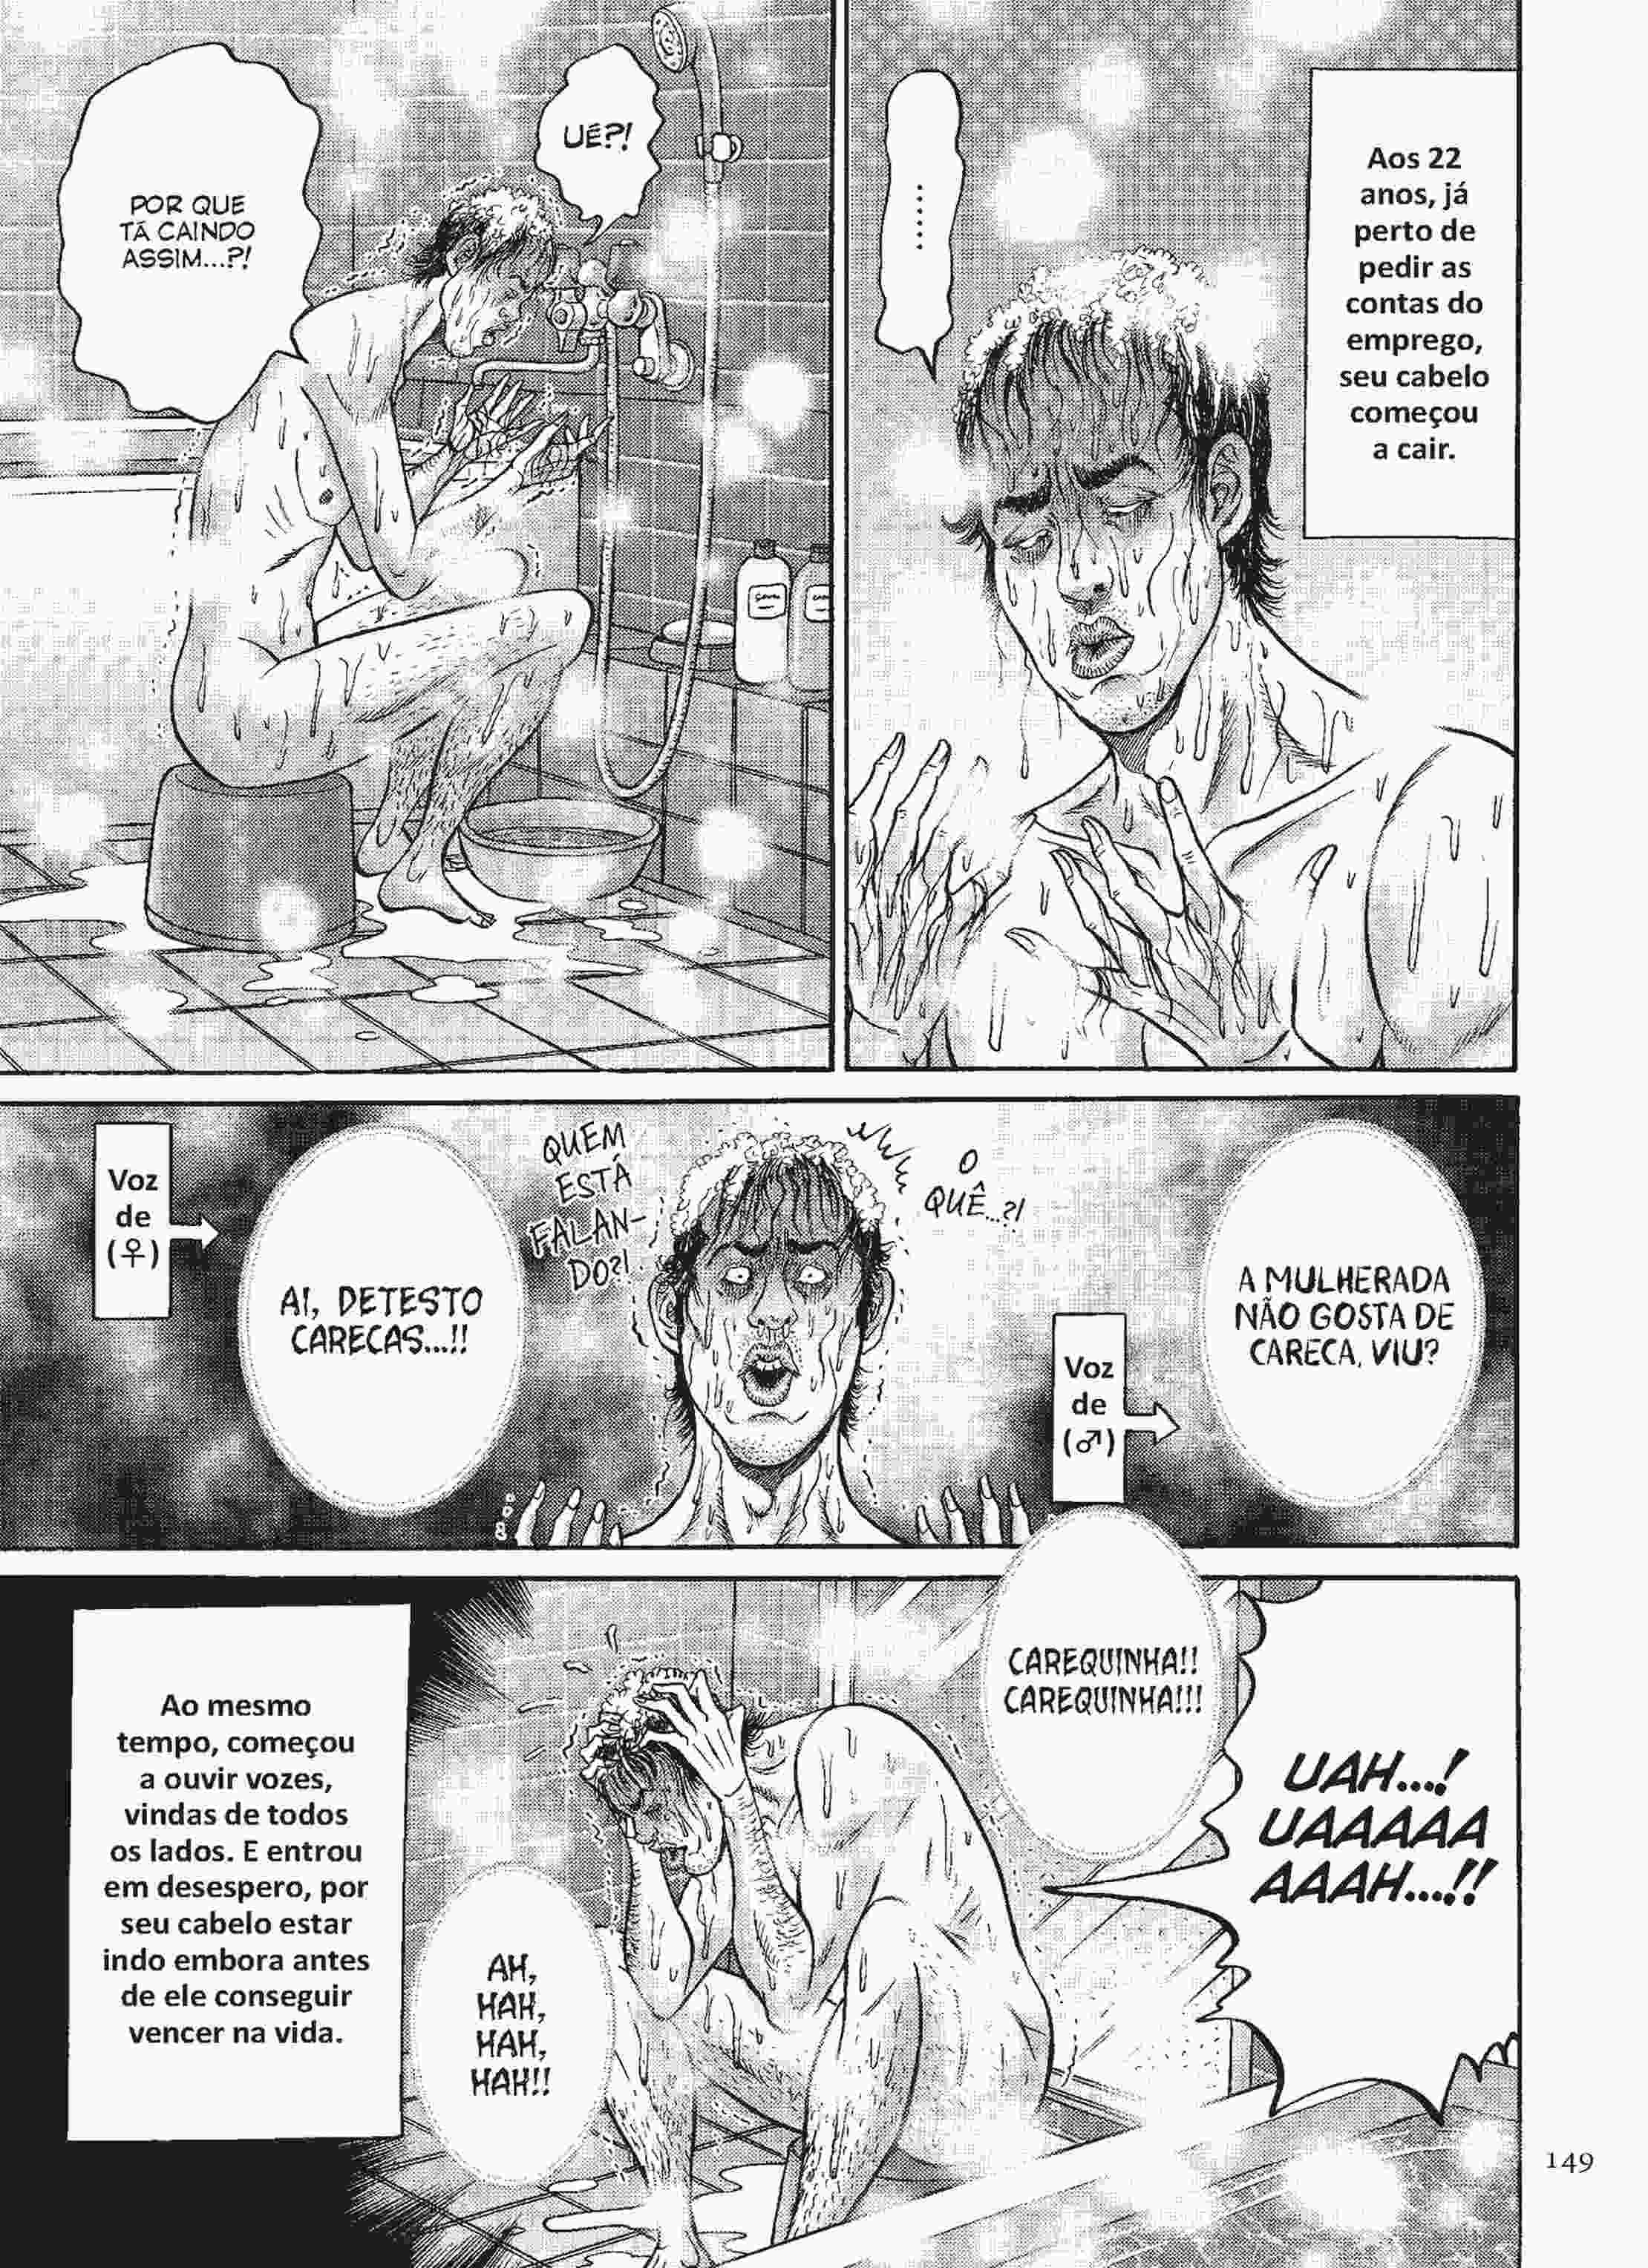 Aos 22
anos, já
perto de
pedir as
contas do
emprego,
seu cabelo
começou
a cair.
.......
UÉ?!
POR QUE
TÁ CAINDO
ASSIM...?!
A MULHERADA
NÃO GOSTA DE
CARECA, VIU?
Voz
de
(♂)
O
QUÊ...?!
QUEM
ESTÁ
FALAN-
DO?!
AI, DETESTO
CARECAS...!!
Voz
de
(♀)
UAH...!
UAAAAA
AAAH...!!
CAREQUINHA!!
CAREQUINHA!!!
AH,
HAH,
HAH,
HAH!!
Ao mesmo
tempo, começou
a ouvir vozes,
vindas de todos
os lados. E entrou
em desespero, por
seu cabelo estar
indo embora antes
de ele conseguir
vencer na vida.
149